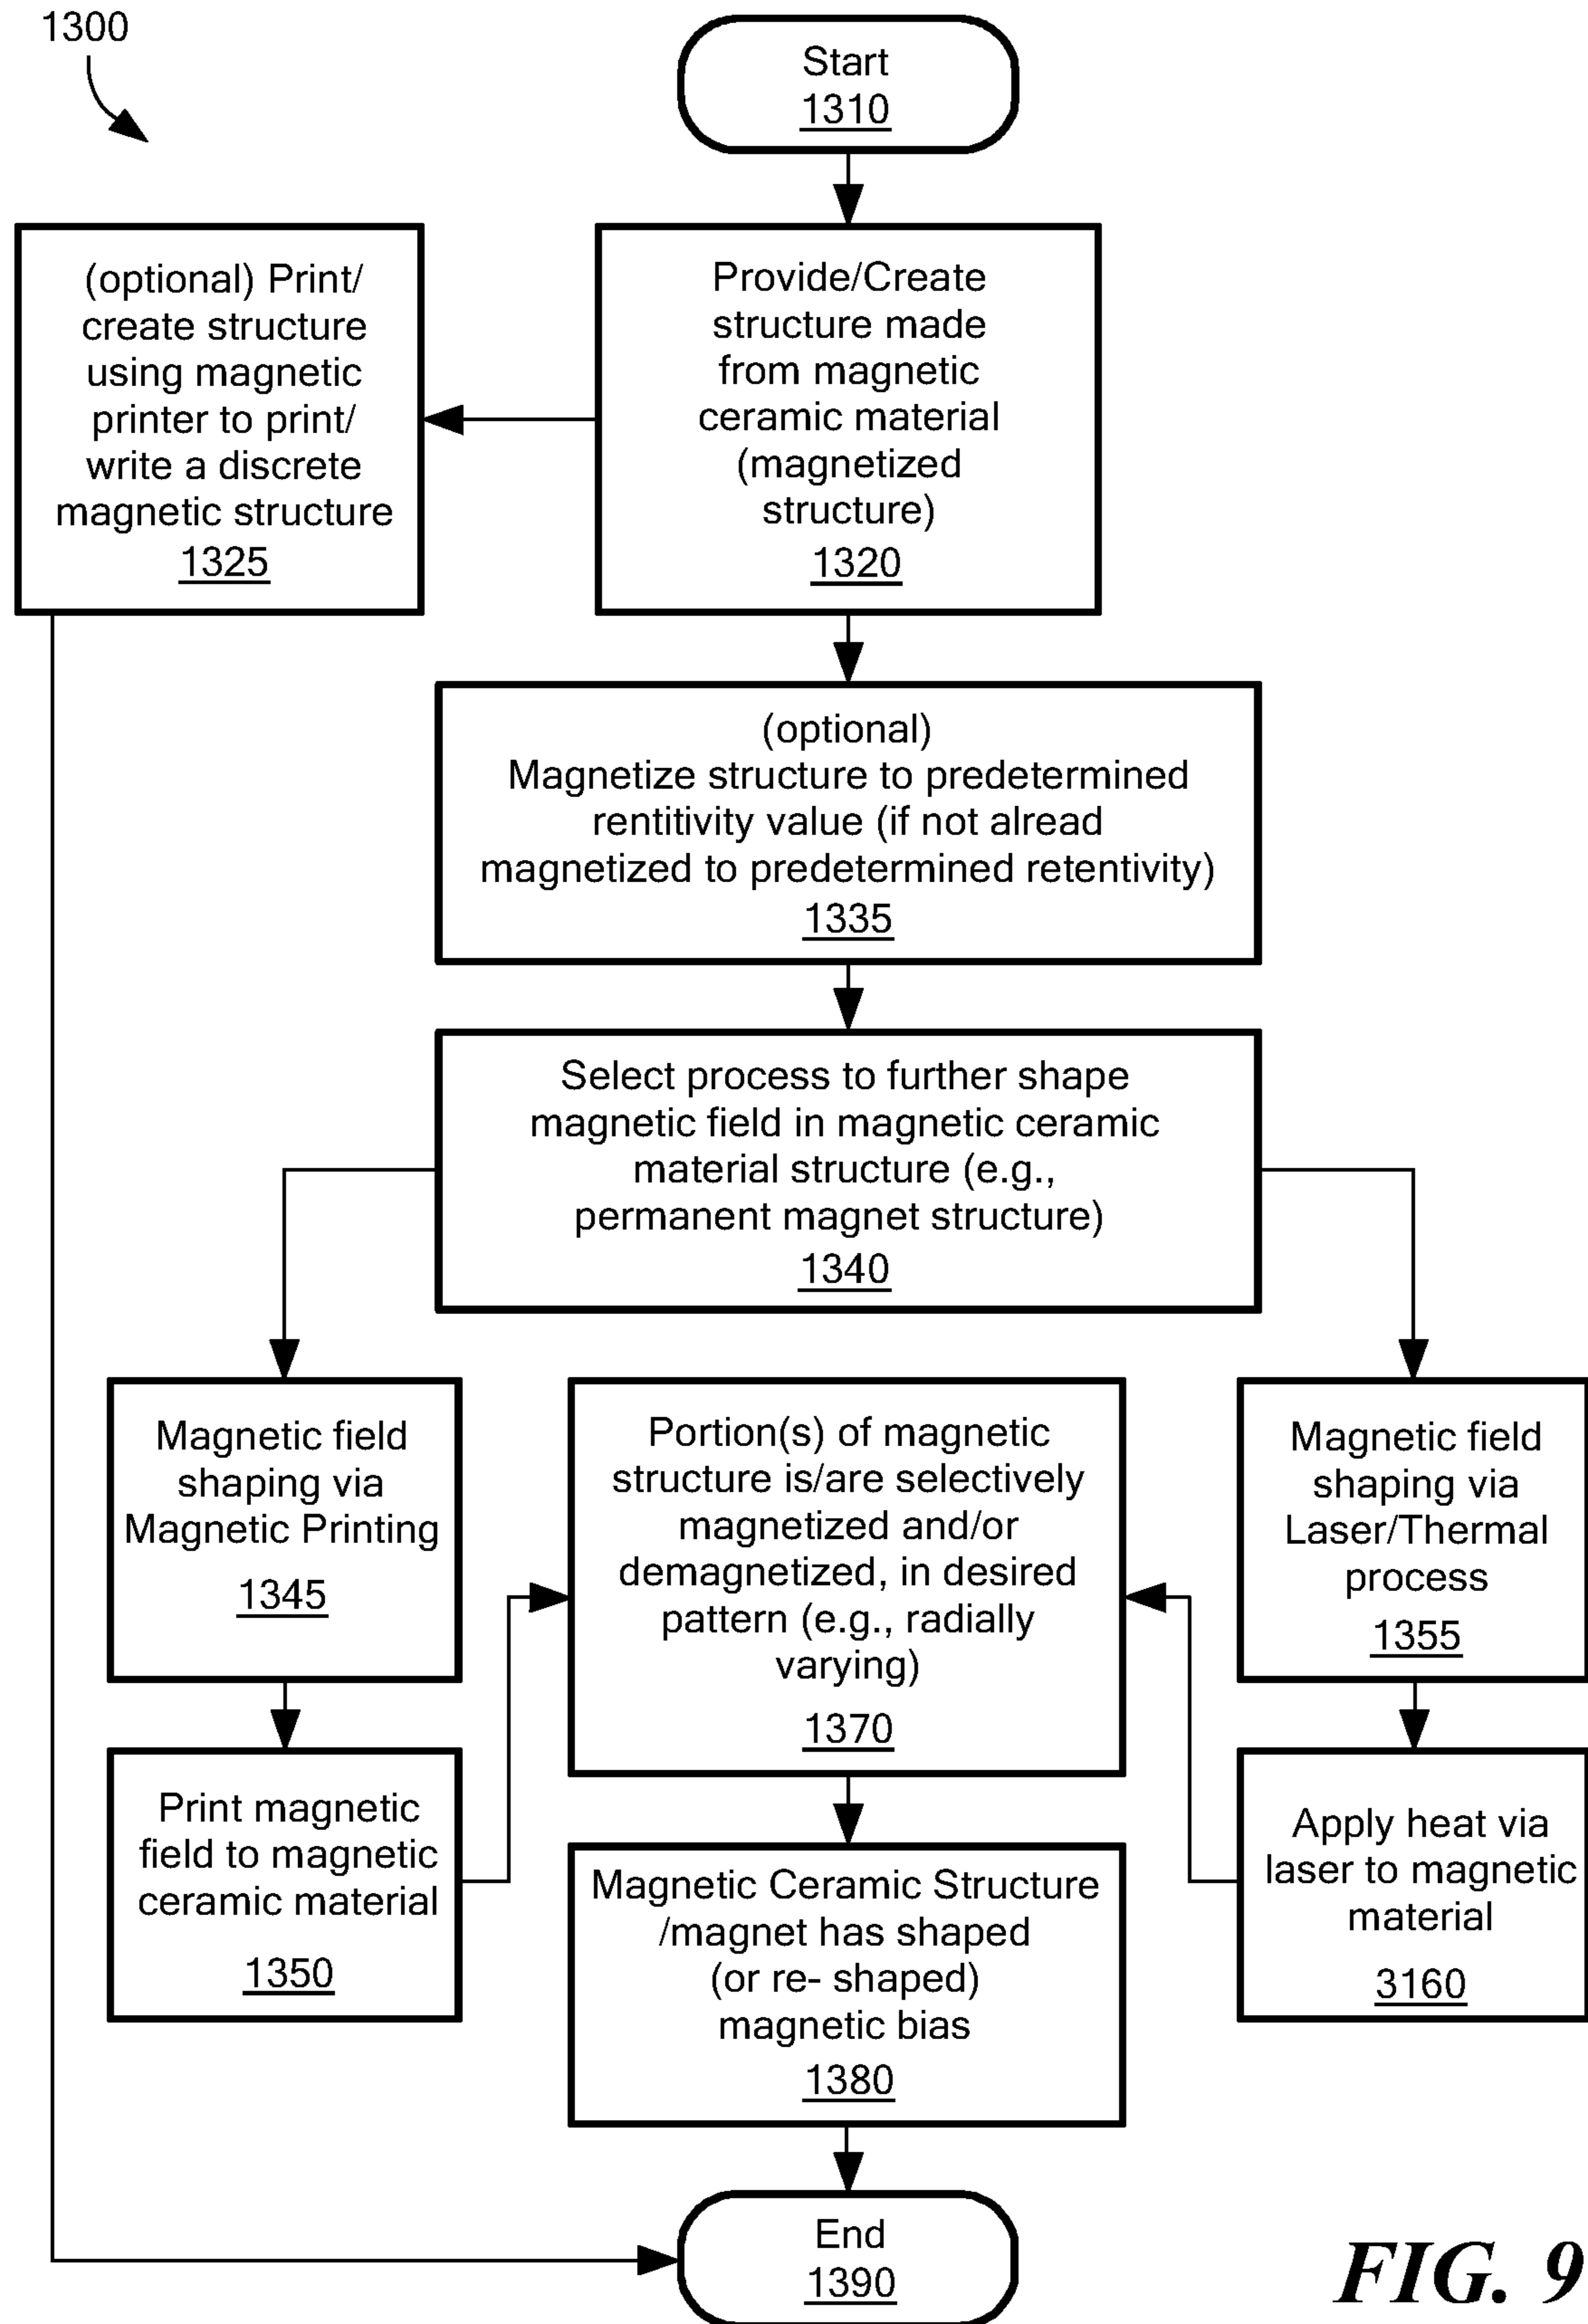 1300
Start
1310
(optional) Print/
create structure
using magnetic
printer to print/
write a discrete
magnetic structure
1325
Provide/Create
structure made
from magnetic
ceramic material
(magnetized
structure)
1320
(optional)
Magnetize structure to predetermined
rentitivity value (if not alread
magnetized to predetermined retentivity)
1335
Select process to further shape
magnetic field in magnetic ceramic
material structure (e.g.,
permanent magnet structure)
1340
Magnetic field
shaping via
Magnetic Printing
1345
Portion(s) of magnetic
structure is/are selectively
magnetized and/or
demagnetized, in desired
pattern (e.g., radially
varying)
1370
Magnetic field
shaping via
Laser/Thermal
process
1355
Print magnetic
field to magnetic
ceramic material
1350
Magnetic Ceramic Structure
/magnet has shaped
(or re- shaped)
magnetic bias
1380
Apply heat via
laser to magnetic
material
3160
End
1390
FIG. 9